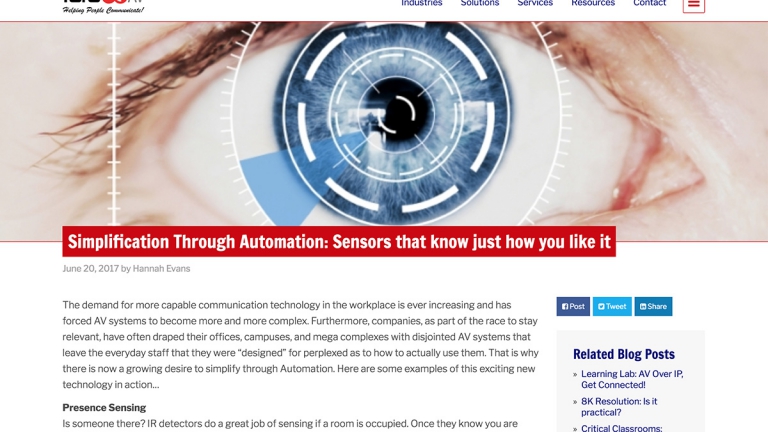 AV
Helping People Communicate!
Industries
Solutions
Services
Resources
Contact
Simplification Through Automation: Sensors that know just how you like it
June 20, 2017 by Hannah Evans
The demand for more capable communication technology in the workplace is ever increasing and has
forced AV systems to become more and more complex. Furthermore, companies, as part of the race to stay
relevant, have often draped their offices, campuses, and mega complexes with disjointed AV systems that
leave the everyday staff that they were “designed” for perplexed as to how to actually use them. That is why
there is now a growing desire to simplify through Automation. Here are some examples of this exciting new
technology in action...
Presence Sensing
Is someone there? IR detectors do a great job of sensing if a room is occupied. Once they know you are
Post
Tweet
Share
Related Blog Posts
» Learning Lab: AV Over IP,
Get Connected!
» 8K Resolution: Is it
practical?
» Critical Classrooms: